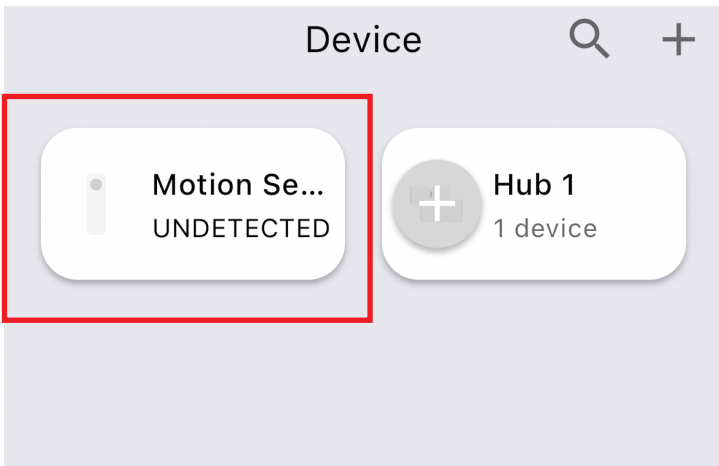 Device
Motion Se...
UNDETECTED
Hub 1
1 device